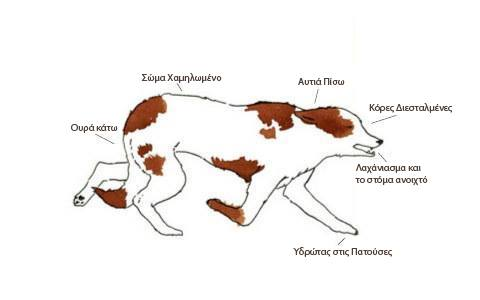 Σώμα Χαμηλωμένο
Αυτιά Πίσω
Κόρες Διεσταλμένες
Ουρά κάτω
Λαχάνιασμα και
το στόμα ανοιχτό
Υδρώτας στις Πατούσες